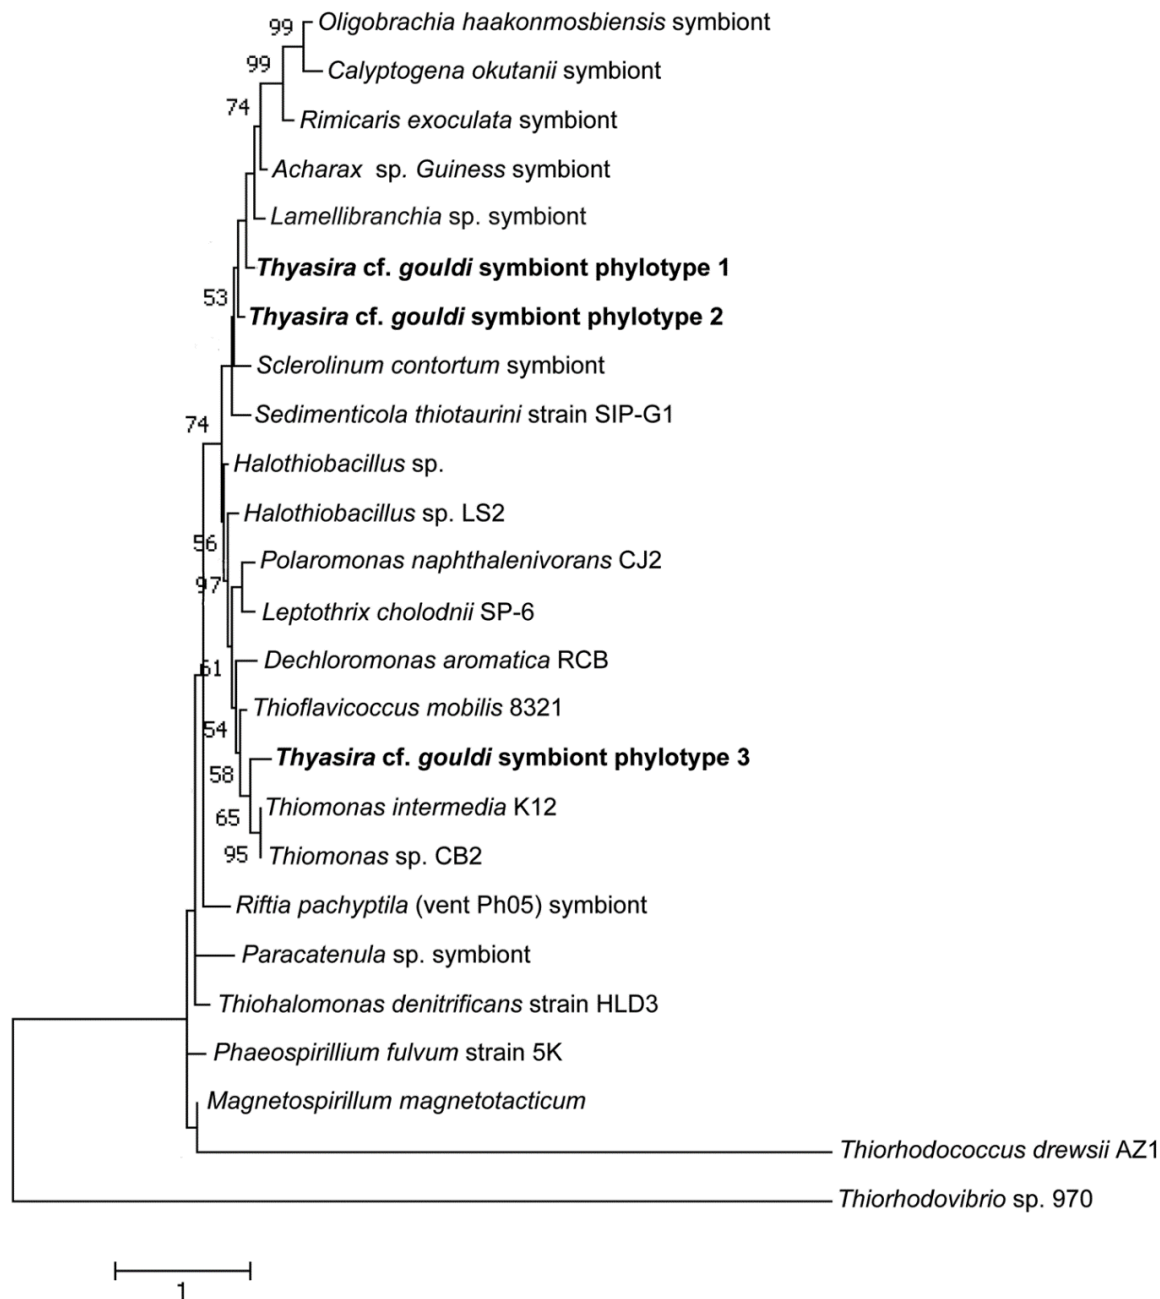 99 Oligobrachia haakonmosbiensis symbiont
99 Calyptogena okutanii symbiont
74 Rimicaris exoculata symbiont
Acharax sp. Guiness symbiont
Lamellibranchia sp. symbiont
Thyasira cf. gouldi symbiont phylotype 1
53 Thyasira cf. gouldi symbiont phylotype 2
Sclerolinum contortum symbiont
Sedimenticola thiotaurini strain SIP-G1
74 Halothiobacillus sp.
Halothiobacillus sp. LS2
56 Polaromonas naphthalenivorans CJ2
97 Leptothrix cholodnii SP-6
61 Dechloromonas aromatica RCB
Thioflavicoccus mobilis 8321
54 Thyasira cf. gouldi symbiont phylotype 3
58 Thiomonas intermedia K12
65
95 Thiomonas sp. CB2
Riftia pachyptila (vent Ph05) symbiont
Paracatenula sp. symbiont
Thiohalomonas denitrificans strain HLD3
Phaeospirillium fulvum strain 5K
Magnetospirillum magnetotacticum
Thiorhodococcus drewsii AZ1
Thiorhodovibrio sp. 970
1